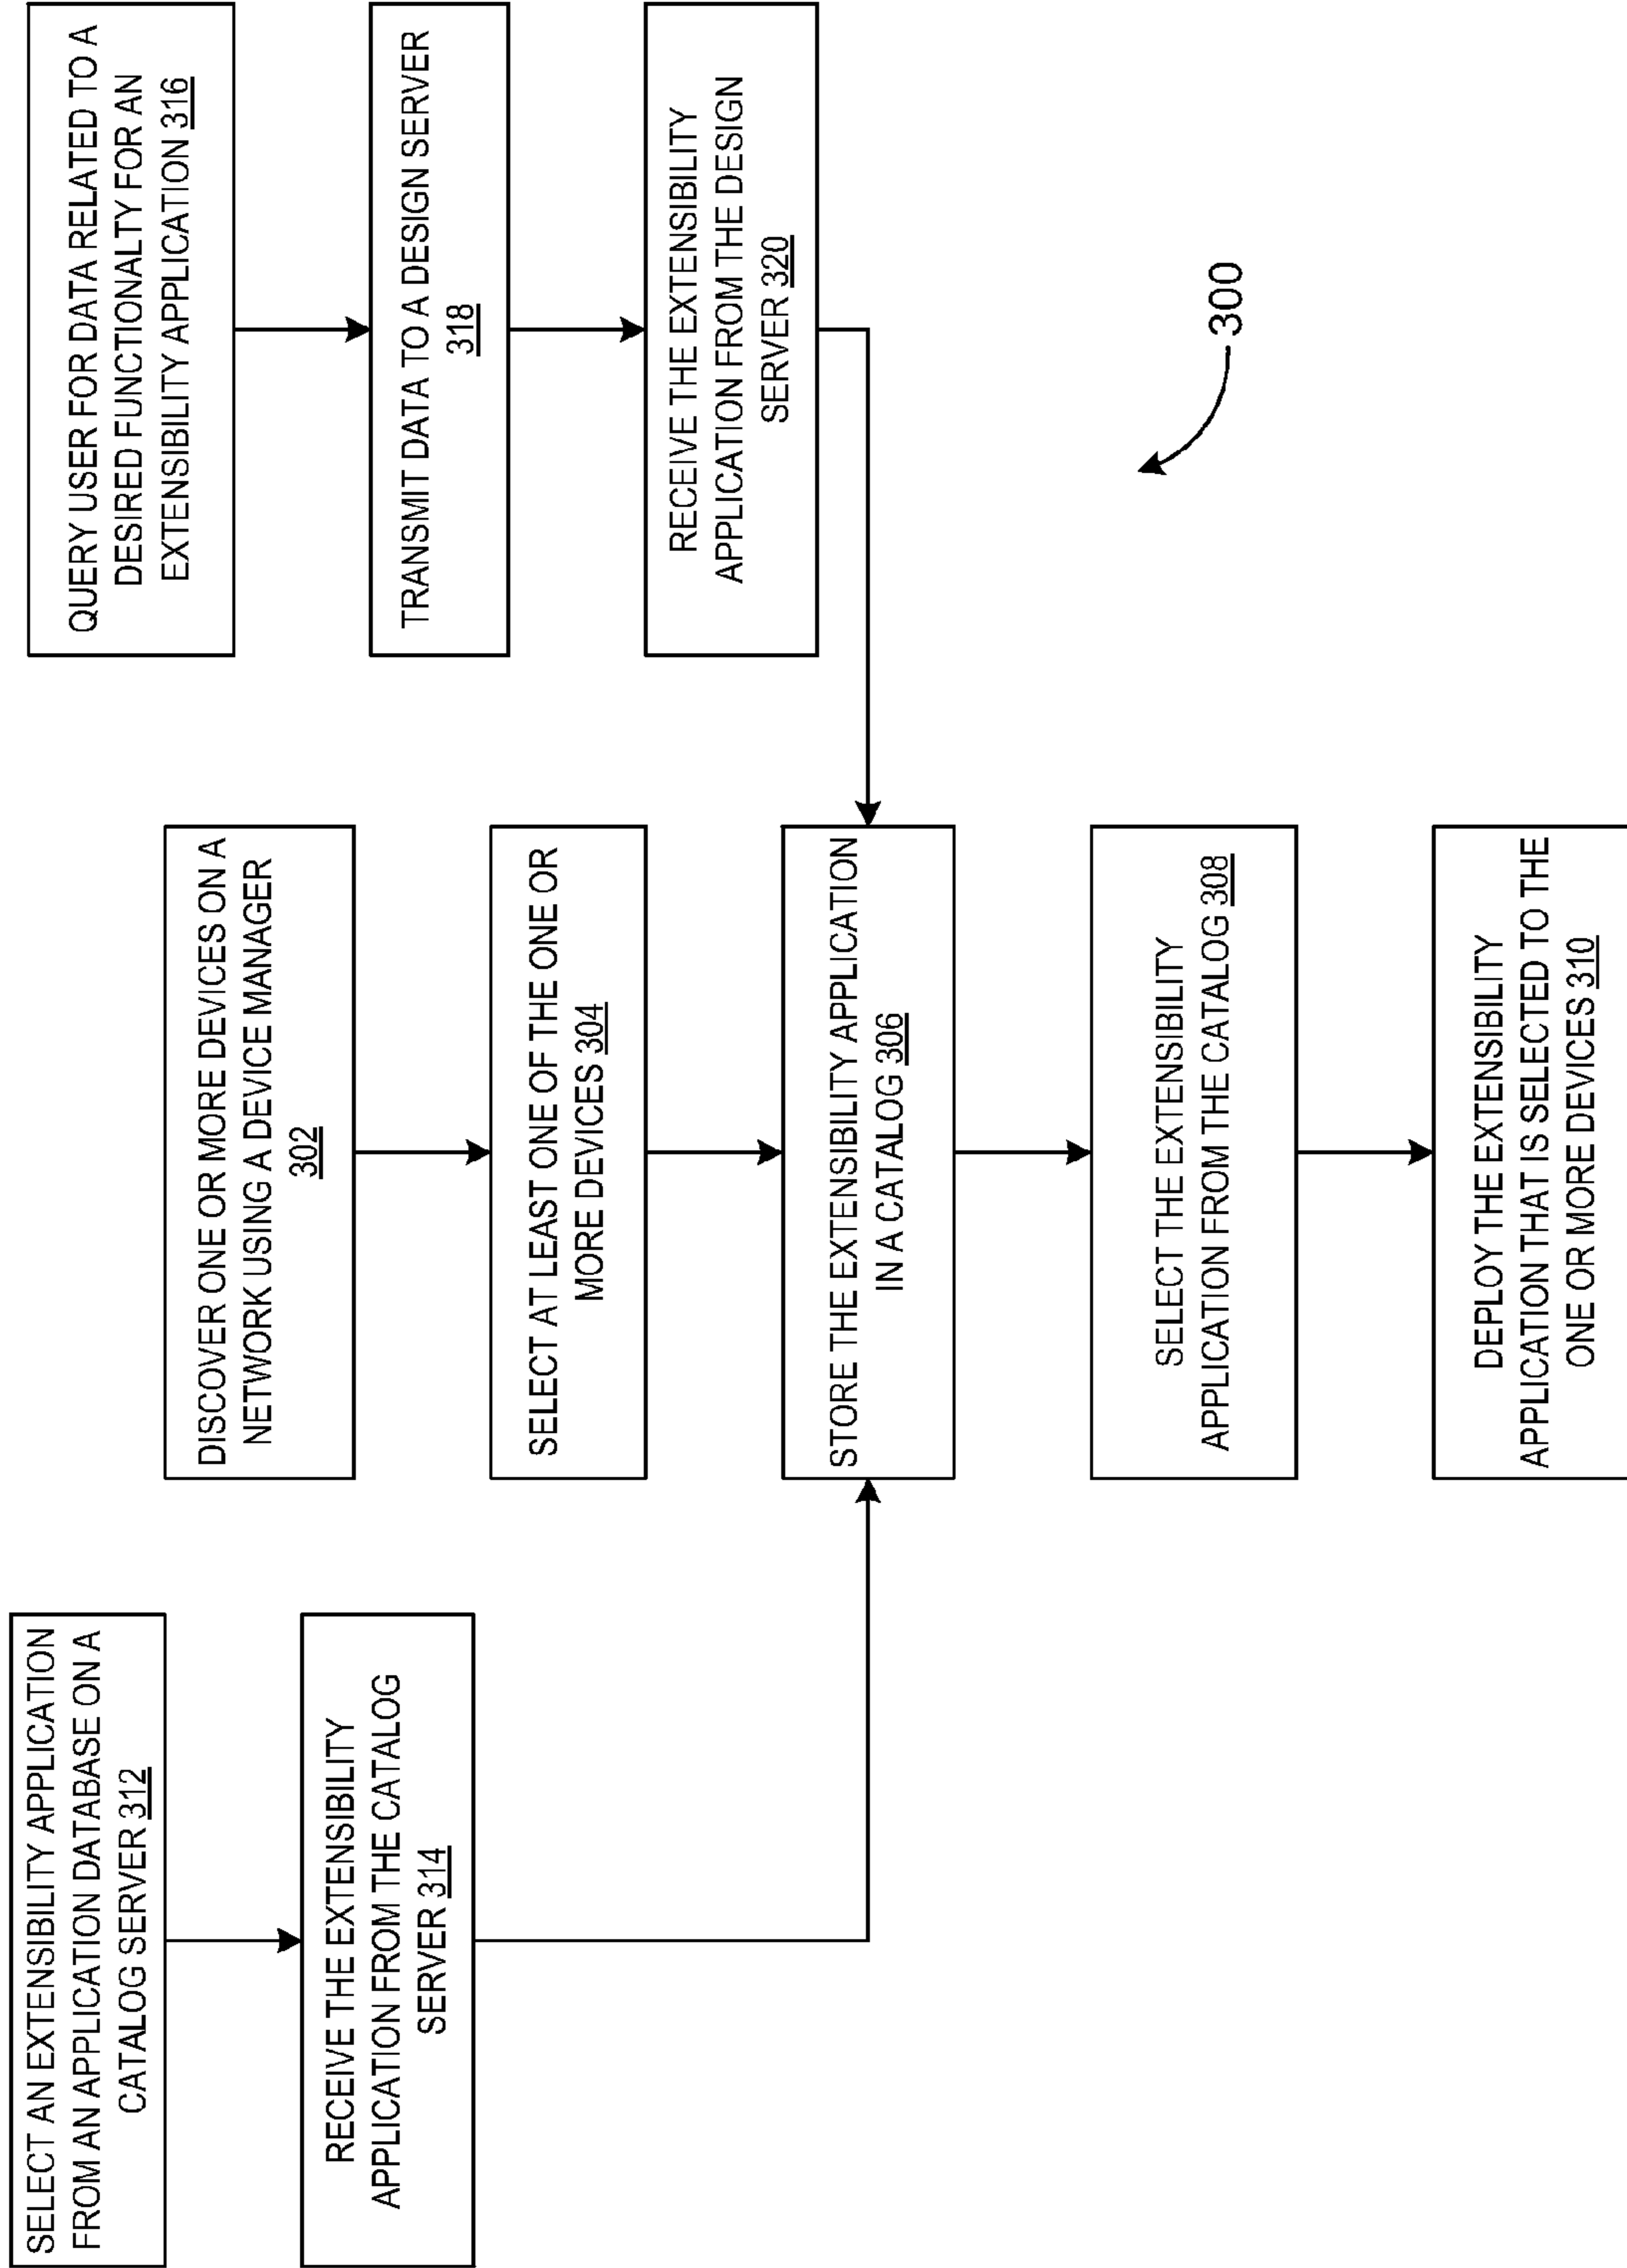 SELECT AN EXTENSIBILITY APPLICATION
FROM AN APPLICATION DATABASE ON A
CATALOG SERVER 312
RECEIVE THE EXTENSIBILITY
APPLICATION FROM THE CATALOG
SERVER 314
DISCOVER ONE OR MORE DEVICES ON A
NETWORK USING A DEVICE MANAGER
302
SELECT AT LEAST ONE OF THE ONE OR
MORE DEVICES 304
STORE THE EXTENSIBILITY APPLICATION
IN A CATALOG 306
SELECT THE EXTENSIBILITY
APPLICATION FROM THE CATALOG 308
DEPLOY THE EXTENSIBILITY
APPLICATION THAT IS SELECTED TO THE
ONE OR MORE DEVICES 310
QUERY USER FOR DATA RELATED TO A
DESIRED FUNCTIONALTY FOR AN
EXTENSIBILITY APPLICATION 316
TRANSMIT DATA TO A DESIGN SERVER
318
RECEIVE THE EXTENSIBILITY
APPLICATION FROM THE DESIGN
SERVER 320
300